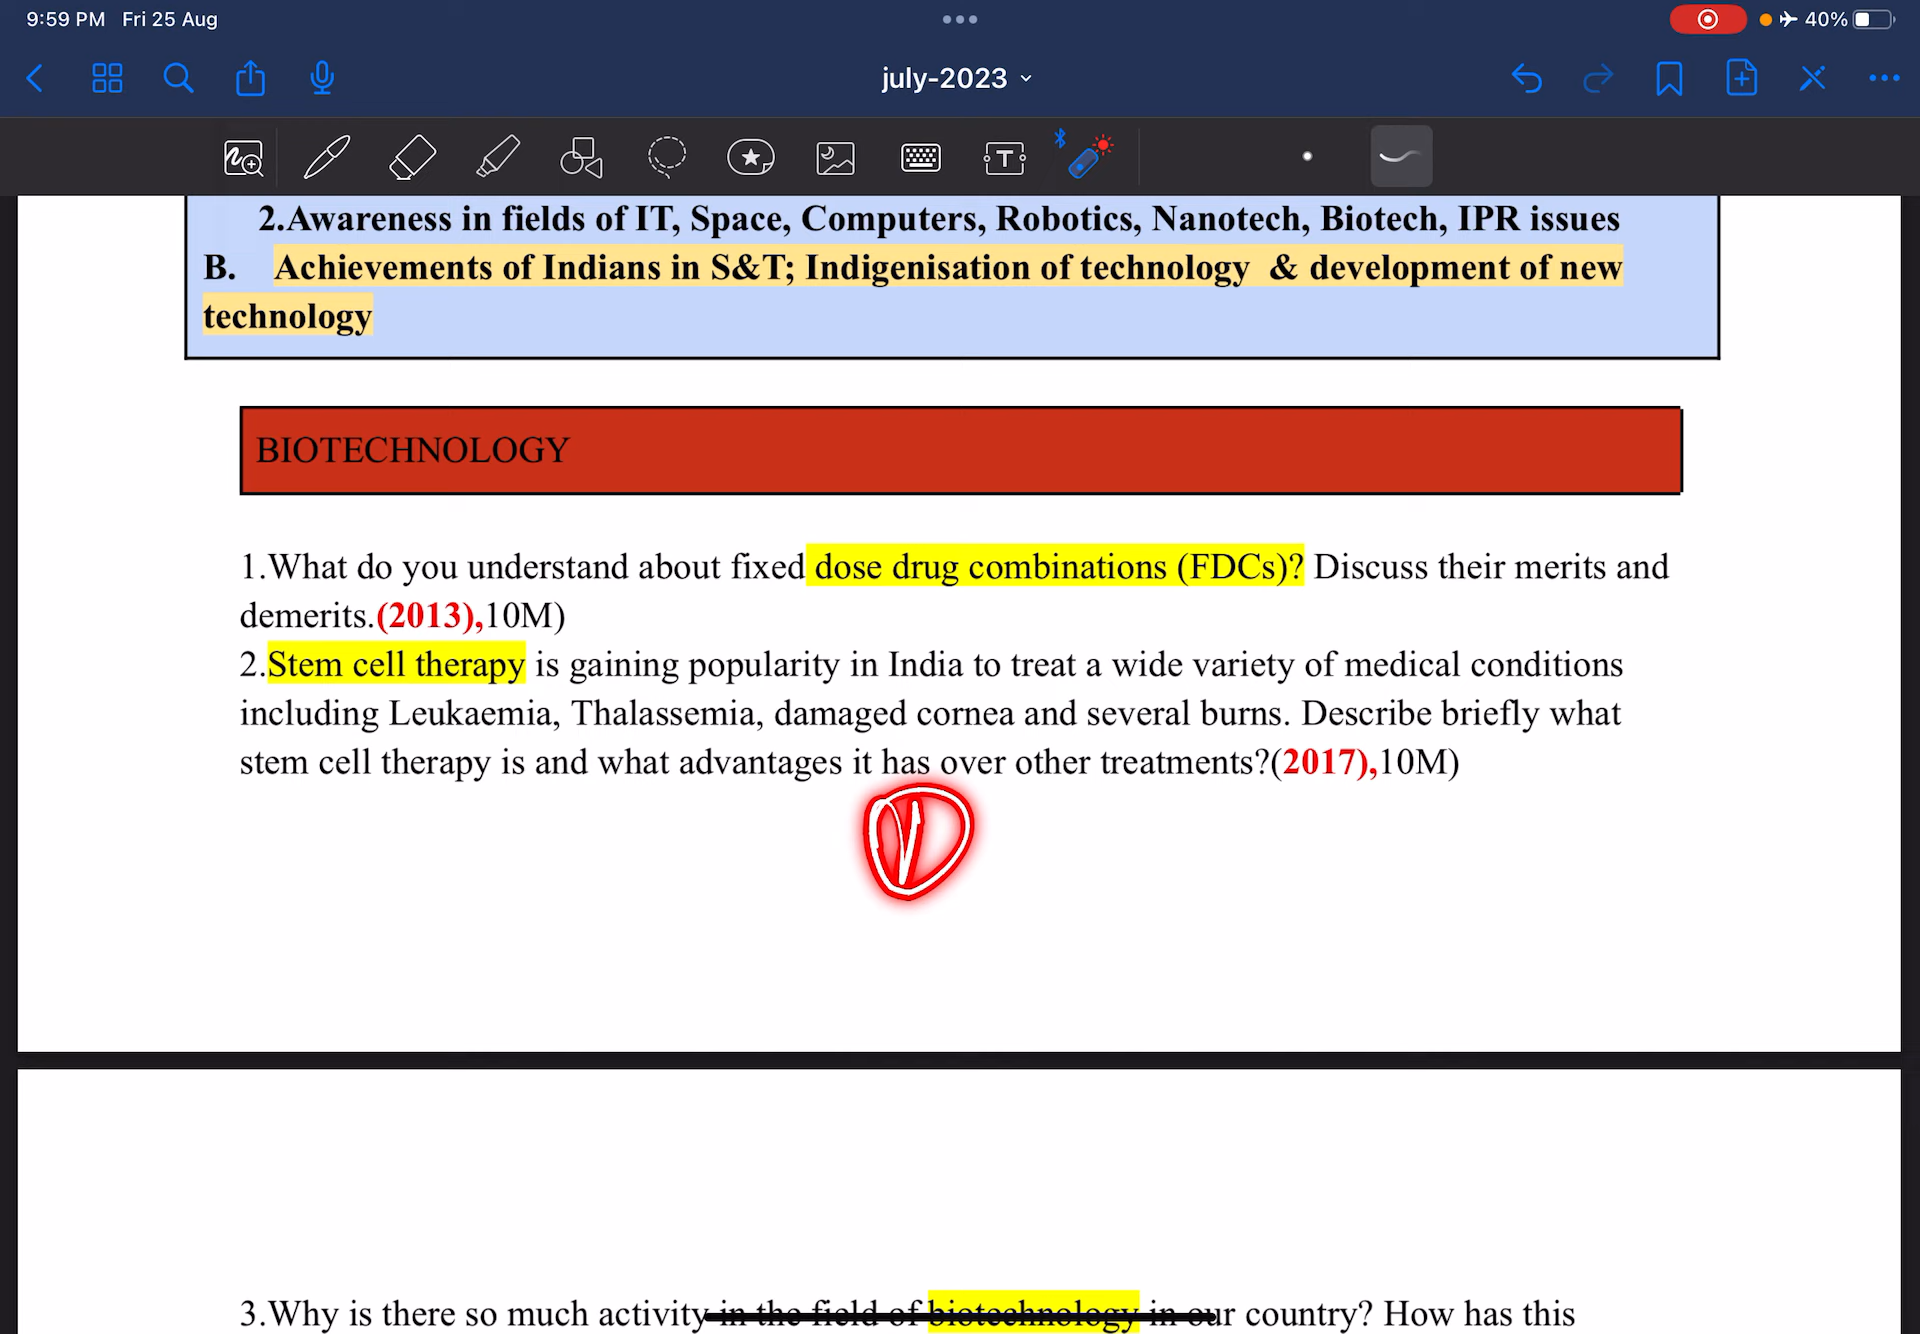 9:59 PM Fri 25 Aug
40%
july-2023
2.Awareness in fields of IT, Space, Computers, Robotics, Nanotech, Biotech, IPR issues
B. Achievements of Indians in S&T; Indigenisation of technology & development of new
technology
BIOTECHNOLOGY
1.What do you understand about fixed dose drug combinations (FDCs)? Discuss their merits and
demerits.(2013),10M)
2.Stem cell therapy is gaining popularity in India to treat a wide variety of medical conditions
including Leukaemia, Thalassemia, damaged cornea and several burns. Describe briefly what
stem cell therapy is and what advantages it has over other treatments?(2017),10M)
3.Why is there so much activity in the field of biotechnology in our country? How has this